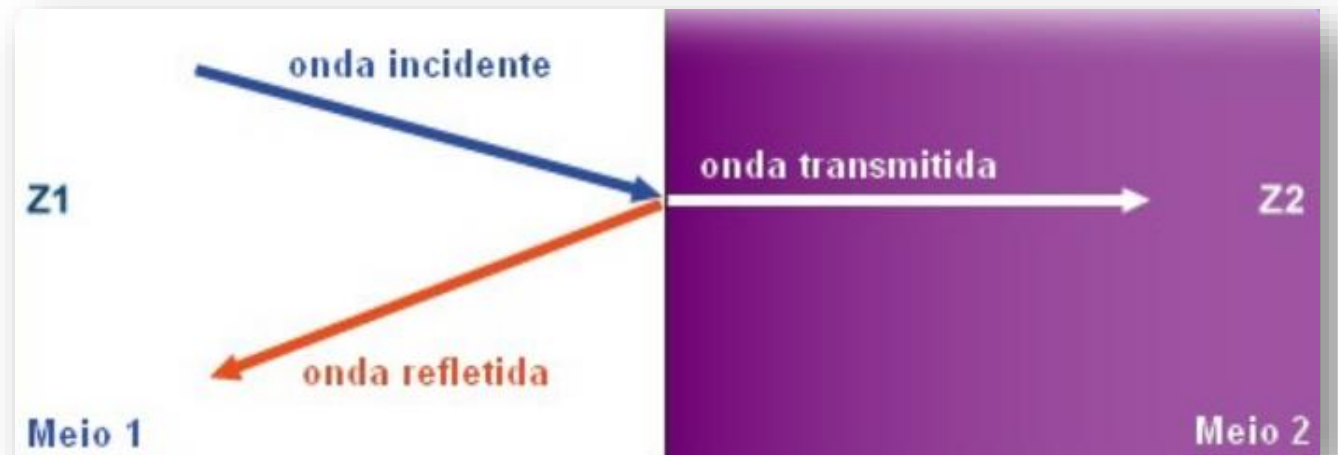 onda incidente
onda transmitida
Z1
Z2
onda refletida
Meio 1
Meio 2